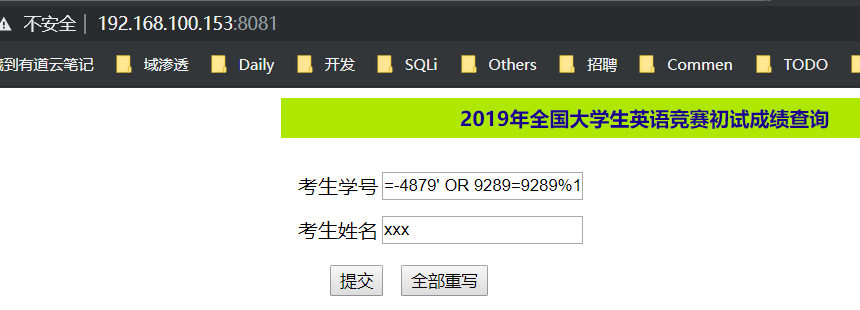 不安全 | 192.168.100.153:8081
藏到有道云笔记 域渗透 Daily 开发 SQLi Others 招聘 Commen TODO
2019年全国大学生英语竞赛初试成绩查询
考生学号 =-4879' OR 9289=9289%1
考生姓名 xxx
提交 全部重写